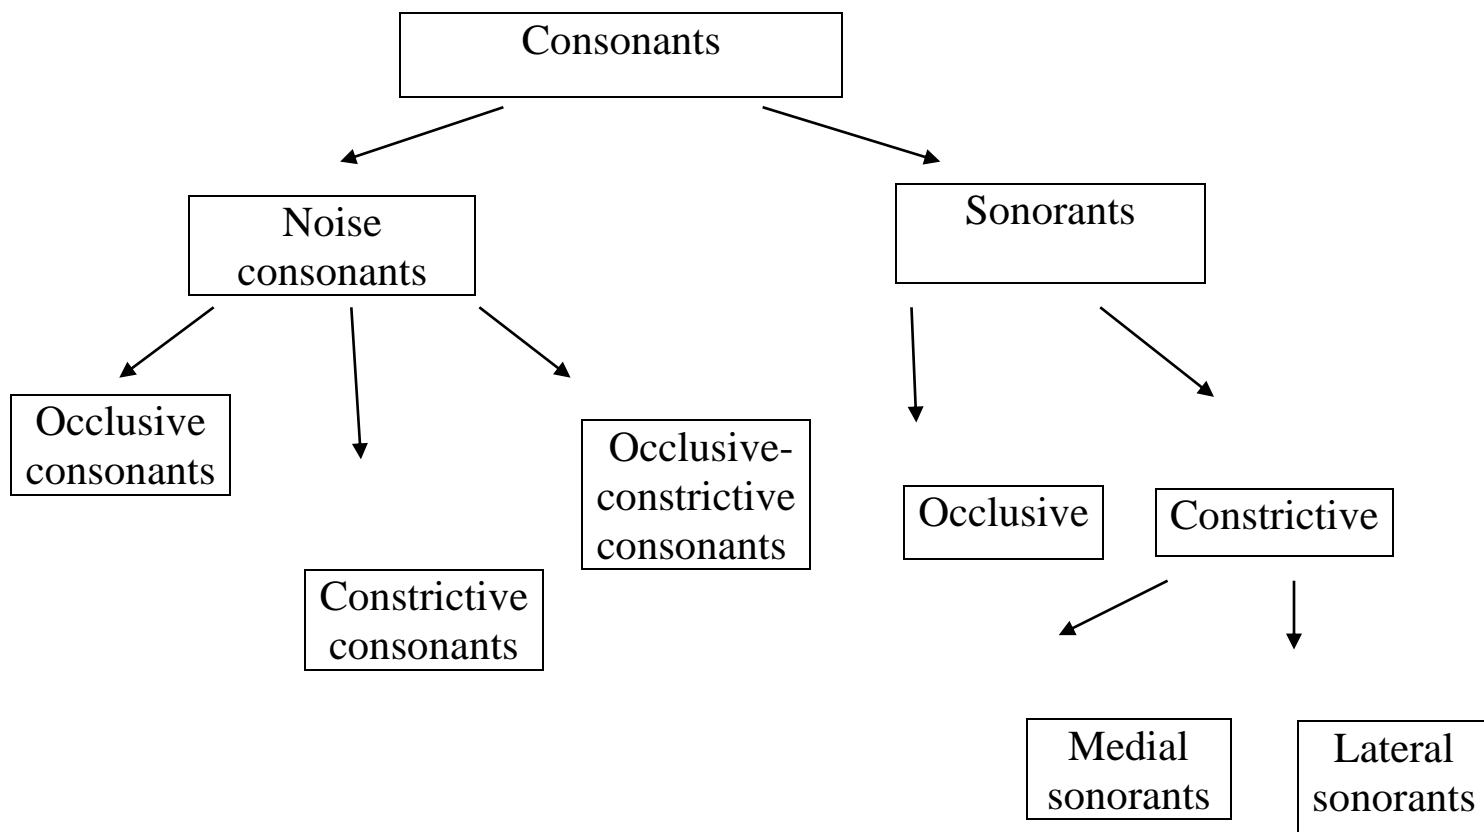 Consonants
Noise
consonants
Sonorants
Occlusive
consonants
Occlusive-
constrictive
consonants
Occlusive
Constrictive
Constrictive
consonants
Medial
sonorants
Lateral
sonorants